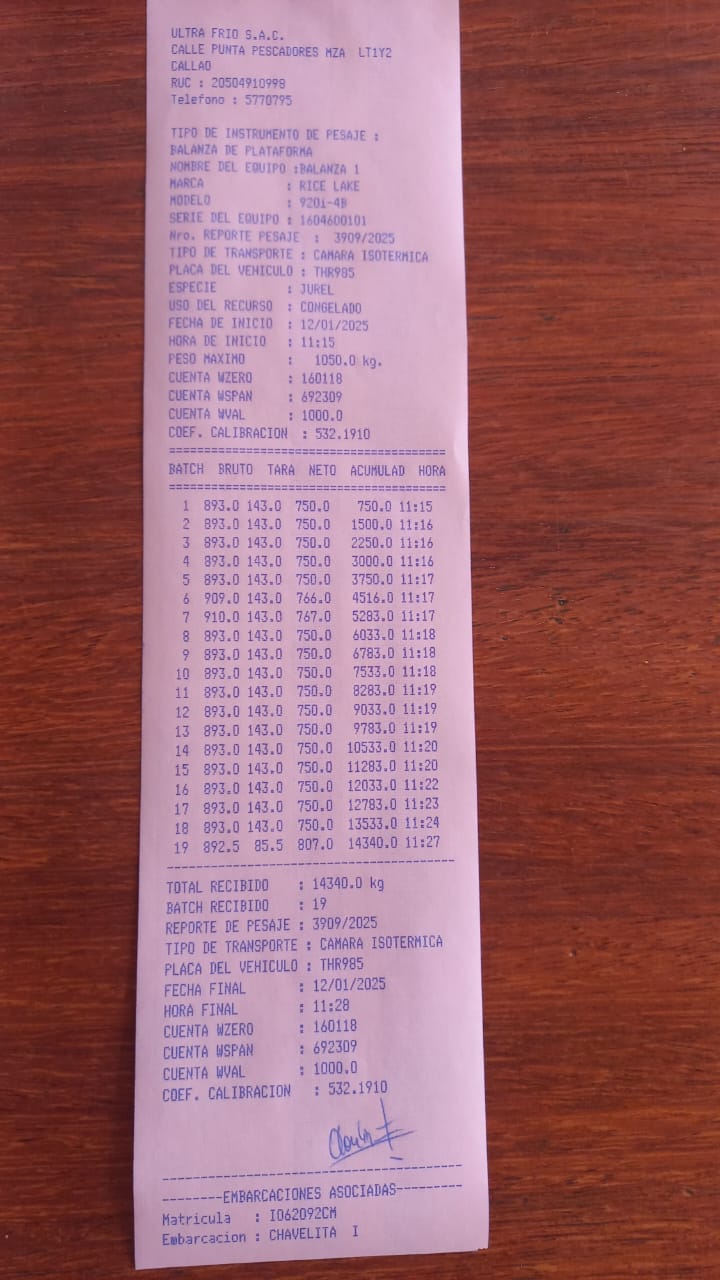 ULTRA FRIO S.A.C.
CALLE PUNTA PESCADORES MZA  LT1Y2
CALLAO
RUC : 20504910998
Telefono : 5770795
TIPO DE INSTRUMENTO DE PESAJE :
BALANZA DE PLATAFORMA
NOMBRE DEL EQUIPO :BALANZA 1
MARCA : RICE LAKE
MODELO : 920i-4B
SERIE DEL EQUIPO : 1604600101
Nro. REPORTE PESAJE : 3909/2025
TIPO DE TRANSPORTE : CAMARA ISOTERMICA
PLACA DEL VEHICULO : THR985
ESPECIE : JUREL
USO DEL RECURSO : CONGELADO
FECHA DE INICIO : 12/01/2025
HORA DE INICIO : 11:15
PESO MAXIMO : 1050.0 kg.
CUENTA WZERO : 160118
CUENTA WSPAN : 692309
CUENTA WVAL : 1000.0
COEF. CALIBRACION : 532.1910
==========================================
BATCH BRUTO TARA NETO ACUMULAD HORA
==========================================
1 893.0 143.0 750.0 750.0 11:15
2 893.0 143.0 750.0 1500.0 11:16
3 893.0 143.0 750.0 2250.0 11:16
4 893.0 143.0 750.0 3000.0 11:16
5 893.0 143.0 750.0 3750.0 11:17
6 909.0 143.0 766.0 4516.0 11:17
7 910.0 143.0 767.0 5283.0 11:17
8 893.0 143.0 750.0 6033.0 11:18
9 893.0 143.0 750.0 6783.0 11:18
10 893.0 143.0 750.0 7533.0 11:18
11 893.0 143.0 750.0 8283.0 11:19
12 893.0 143.0 750.0 9033.0 11:19
13 893.0 143.0 750.0 9783.0 11:19
14 893.0 143.0 750.0 10533.0 11:20
15 893.0 143.0 750.0 11283.0 11:20
16 893.0 143.0 750.0 12033.0 11:22
17 893.0 143.0 750.0 12783.0 11:23
18 893.0 143.0 750.0 13533.0 11:24
19 892.5 85.5 807.0 14340.0 11:27
------------------------------------------
TOTAL RECIBIDO : 14340.0 kg
BATCH RECIBIDO : 19
REPORTE DE PESAJE : 3909/2025
TIPO DE TRANSPORTE : CAMARA ISOTERMICA
PLACA DEL VEHICULO : THR985
FECHA FINAL : 12/01/2025
HORA FINAL : 11:28
CUENTA WZERO : 160118
CUENTA WSPAN : 692309
CUENTA WVAL : 1000.0
COEF. CALIBRACION : 532.1910
------------------------------------------
--------EMBARCACIONES ASOCIADAS---------
Matricula : IO62092CM
Embarcacion : CHAVELITA I